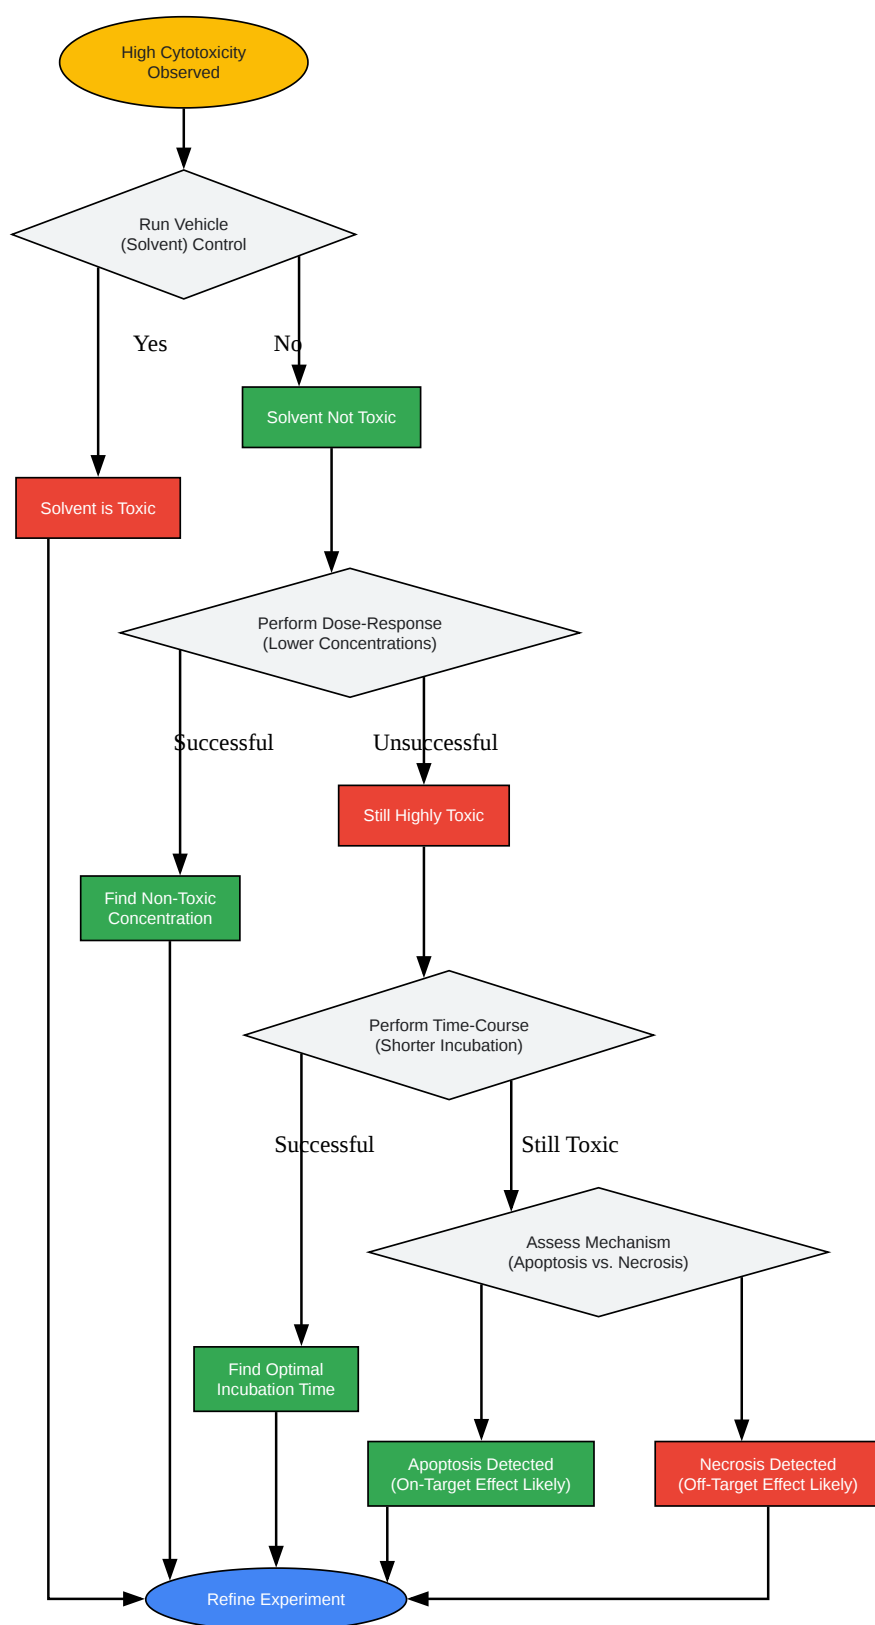 High Cytotoxicity
Observed
Run Vehicle
(Solvent) Control
Yes
No
Solvent Not Toxic
Solvent is Toxic
Perform Dose-Response
(Lower Concentrations)
Successful
Unsuccessful
Still Highly Toxic
Find Non-Toxic
Concentration
Perform Time-Course
(Shorter Incubation)
Successful
Still Toxic
Assess Mechanism
(Apoptosis vs. Necrosis)
Find Optimal
Incubation Time
Apoptosis Detected
(On-Target Effect Likely)
Necrosis Detected
(Off-Target Effect Likely)
Refine Experiment